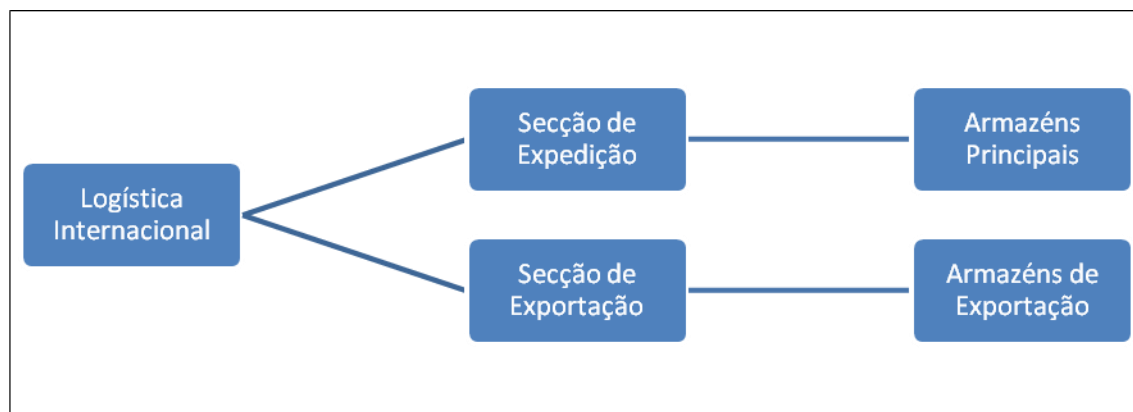 Logística
Internacional
Secção de
Expedição
Armazéns
Principais
Secção de
Exportação
Armazéns de
Exportação